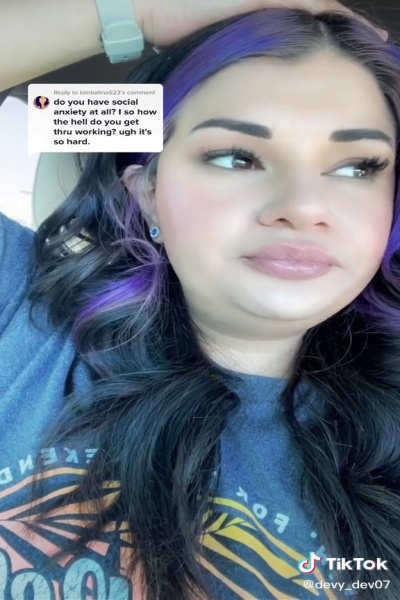 Reply to kimbalina523's comment
do you have social
anxiety at all? I so how
the hell do you get
thru working? ugh it's
so hard.
TikTok
@devy_dev07